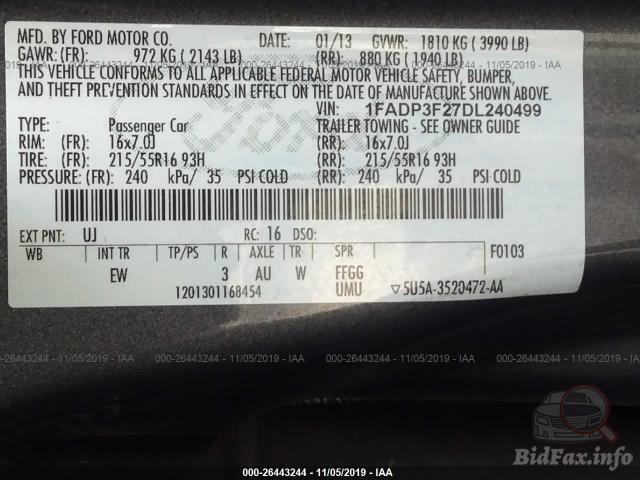 MFD. BY FORD MOTOR CO. DATE: 01/13 GVWR: 1810 KG ( 3990 LB)
GAWR: (FR): 972 KG ( 2143 LB) (RR): 880 KG ( 1940 LB)
THIS VEHICLE CONFORMS TO ALL APPLICABLE FEDERAL MOTOR VEHICLE SAFETY, BUMPER,
AND THEFT PREVENTION STANDARDS IN EFFECT ON THE DATE OF MANUFACTURE SHOWN ABOVE.
VIN: 1FADP3F27DL240499
TYPE: Passenger Car TRAILER TOWING - SEE OWNER GUIDE
RIM: (FR): 16x7.0J (RR): 16x7.0J
TIRE: (FR): 215/55R16 93H (RR): 215/55R16 93H
PRESSURE: (FR) 240 kPa/ 35 PSI COLD (RR) 240 kPa/ 35 PSI COLD
EXT PNT: UJ RC: 16 DSO:
WB INT TR TP/PS R AXLE TR SPR F0103
EW 3 AU W FFGG
1201301168454 UMU ▽5U5A-3520472-AA
000-26443244 - 11/05/2019 - IAA
BidFax.info
000-26443244 - 11/05/2019 - IAA